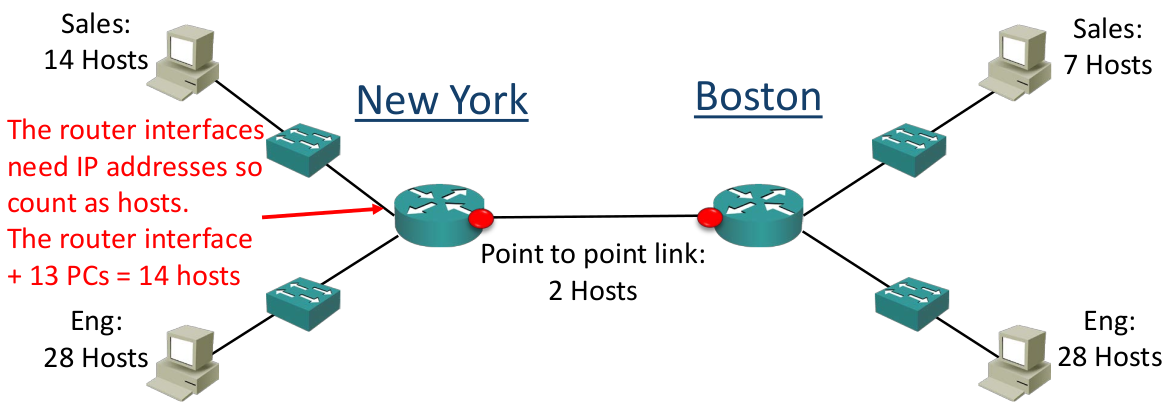 Sales:
14 Hosts
New York
Boston
Sales:
7 Hosts
The router interfaces
need IP addresses so
count as hosts.
The router interface
+ 13 PCs = 14 hosts
Point to point link:
2 Hosts
Eng:
28 Hosts
Eng:
28 Hosts